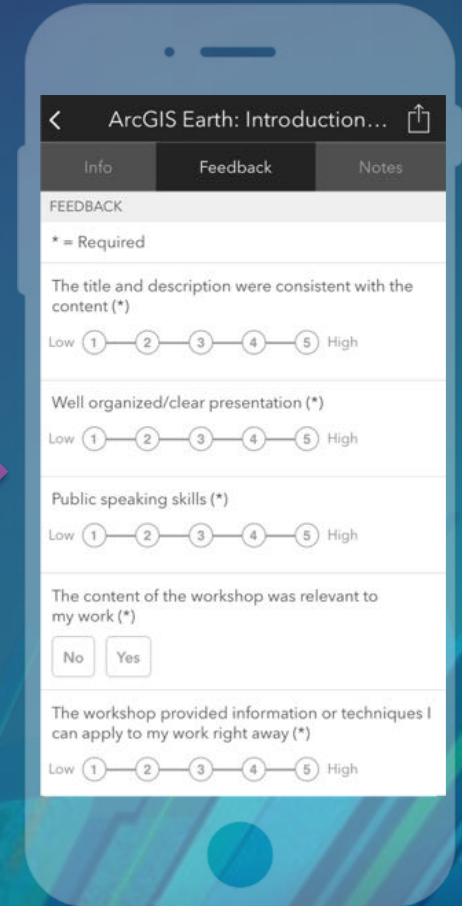 ArcGIS Earth: Introduction...
Info Feedback Notes
FEEDBACK
* = Required
The title and description were consistent with the
content (*)
Low 1 2 3 4 5 High
Well organized/clear presentation (*)
Low 1 2 3 4 5 High
Public speaking skills (*)
Low 1 2 3 4 5 High
The content of the workshop was relevant to
my work (*)
No Yes
The workshop provided information or techniques I
can apply to my work right away (*)
Low 1 2 3 4 5 High